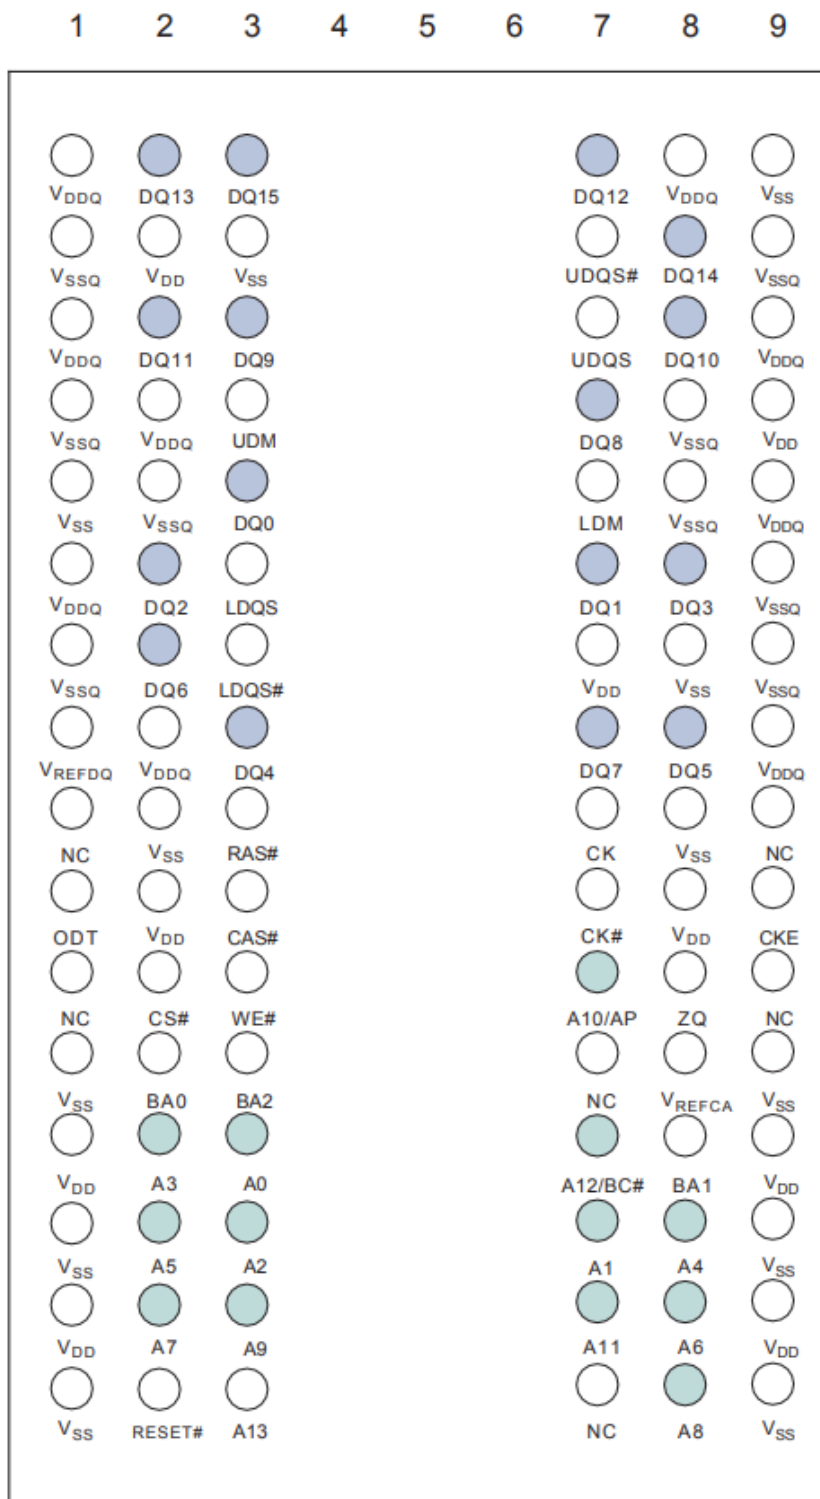 1 2 3 4 5 6 7 8 9
VDDQ DQ13 DQ15 DQ12 VDDQ VSS
VSSQ VDD VSS UDQS# DQ14 VSSQ
VDDQ DQ11 DQ9 UDQS DQ10 VDDQ
VSSQ VDDQ UDM DQ8 VSSQ VDD
VSS VSSQ DQ0 LDM VSSQ VDDQ
VDDQ DQ2 LDQS DQ1 DQ3 VSSQ
VSSQ DQ6 LDQS# VDD VSS VSSQ
VREFDQ VDDQ DQ4 DQ7 DQ5 VDDQ
NC VSS RAS# CK VSS NC
ODT VDD CAS# CK# VDD CKE
NC CS# WE# A10/AP ZQ NC
VSS BA0 BA2 NC VREFCA VSS
VDD A3 A0 A12/BC# BA1 VDD
VSS A5 A2 A1 A4 VSS
VDD A7 A9 A11 A6 VDD
VSS RESET# A13 NC A8 VSS